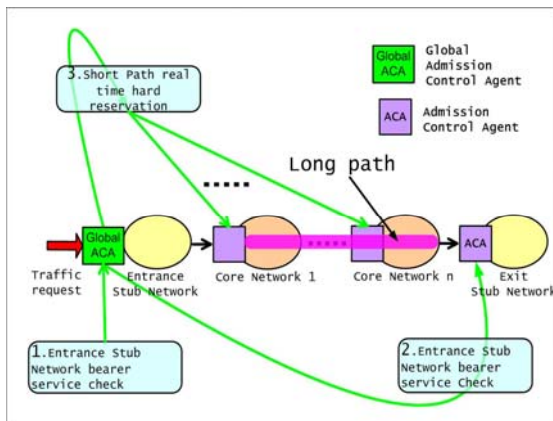 3.Short Path real
time hard
reservation
Global
ACA
Global
Admission
Control Agent
ACA
Admission
Control Agent
Long path
.....
Global
ACA
.....
ACA
Traffic
request
Entrance
Stub Network
Core Network 1
Core Network n
Exit
Stub Network
1.Entrance Stub
Network bearer
service check
2.Entrance Stub
Network bearer
service Check